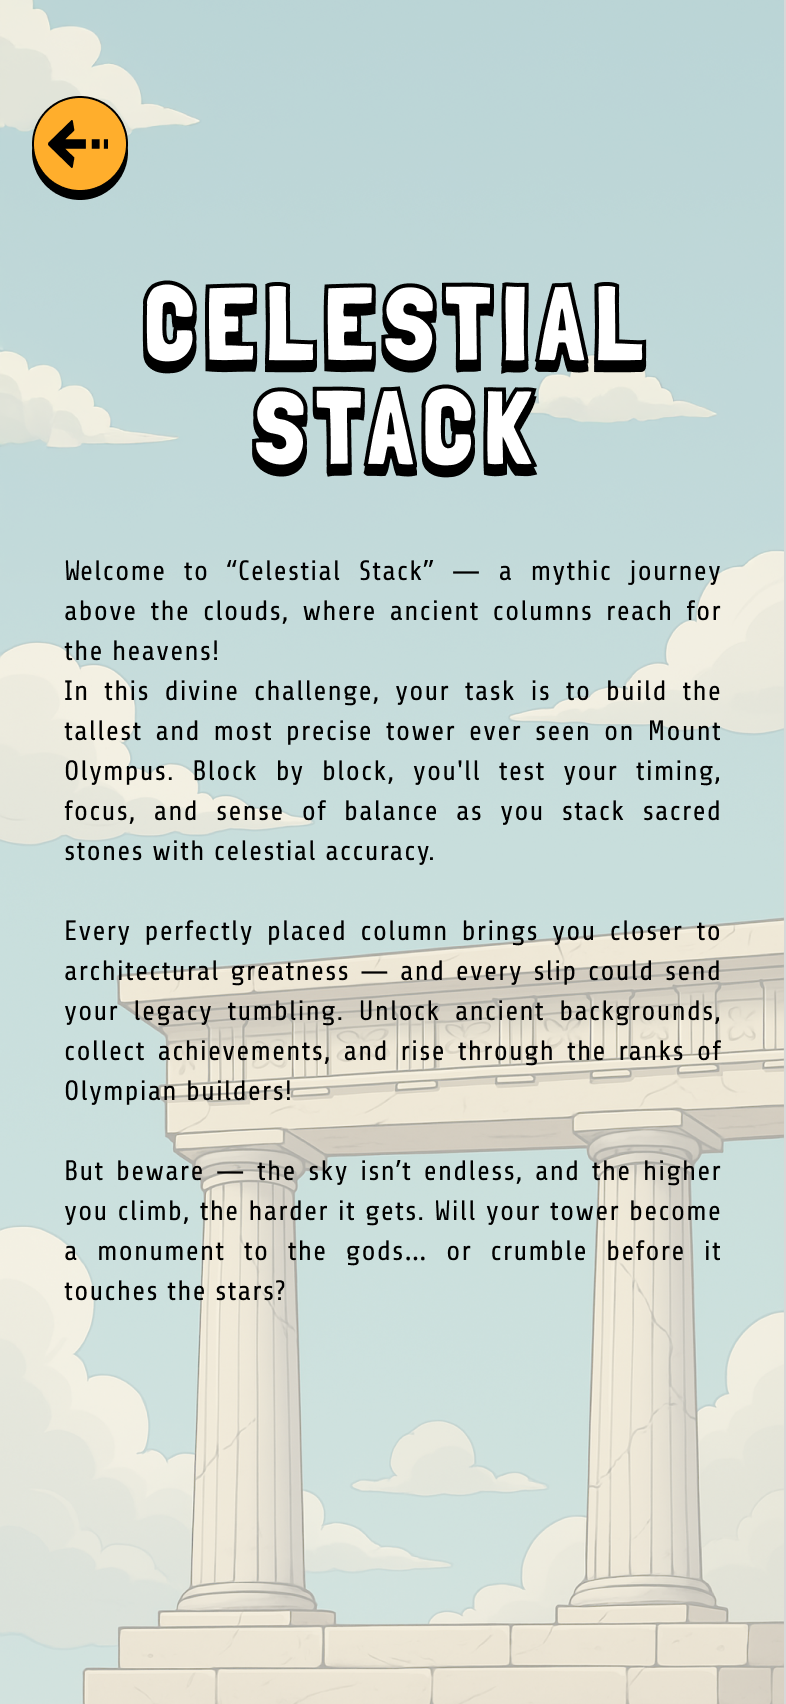 CELESTIAL
STACK
Welcome to “Celestial Stack” — a mythic journey
above the clouds, where ancient columns reach for
the heavens!
In this divine challenge, your task is to build the
tallest and most precise tower ever seen on Mount
Olympus. Block by block, you'll test your timing,
focus, and sense of balance as you stack sacred
stones with celestial accuracy.
Every perfectly placed column brings you closer to
architectural greatness — and every slip could send
your legacy tumbling. Unlock ancient backgrounds,
collect achievements, and rise through the ranks of
Olympian builders!
But beware — the sky isn’t endless, and the higher
you climb, the harder it gets. Will your tower become
a monument to the gods... or crumble before it
touches the stars?